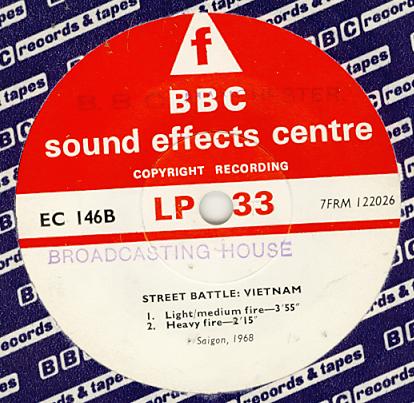 f
B. B. C. MANCHESTER.
BBC
sound effects centre
COPYRIGHT RECORDING
EC 146B
LP 33
7FRM 122026
BROADCASTING HOUSE
STREET BATTLE: VIETNAM
1. Light/medium fire—3'55"
2. Heavy fire—2'15"
Saigon, 1968
BBC records & tapes